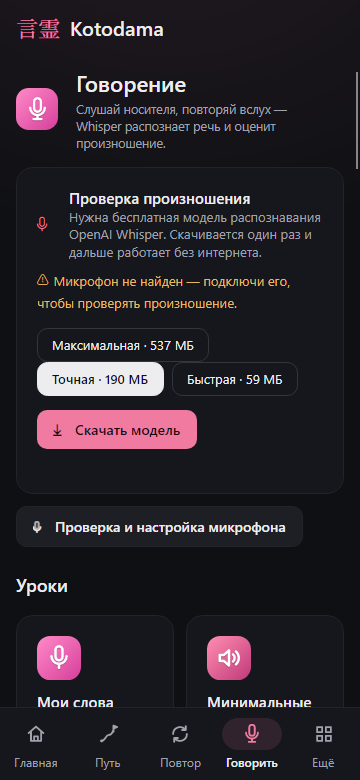 言霊 Kotodama
Говорение
Слушай носителя, повторяй вслух —
Whisper распознает речь и оценит
произношение.
Проверка произношения
Нужна бесплатная модель распознавания
OpenAI Whisper. Скачивается один раз и
дальше работает без интернета.
Микрофон не найден — подключи его,
чтобы проверять произношение.
Максимальная · 537 МБ
Точная · 190 МБ
Быстрая · 59 МБ
Скачать модель
Проверка и настройка микрофона
Уроки
Мои слова
Минимальные
Главная
Путь
Повтор
Говорить
Ещё